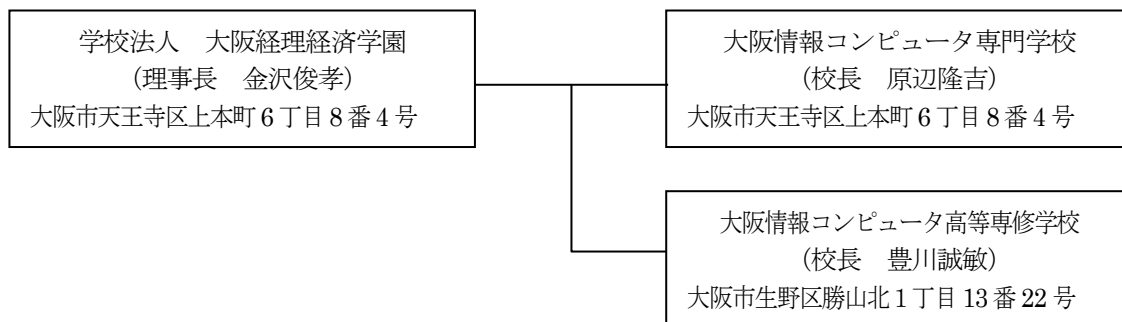 学校法人　大阪経理経済学園
(理事長　金沢俊孝)
大阪市天王寺区上本町6丁目8番4号
大阪情報コンピュータ専門学校
(校長　原辺隆吉)
大阪市天王寺区上本町6丁目8番4号
大阪情報コンピュータ高等専修学校
(校長　豊川誠敏)
大阪市生野区勝山北1丁目13番22号